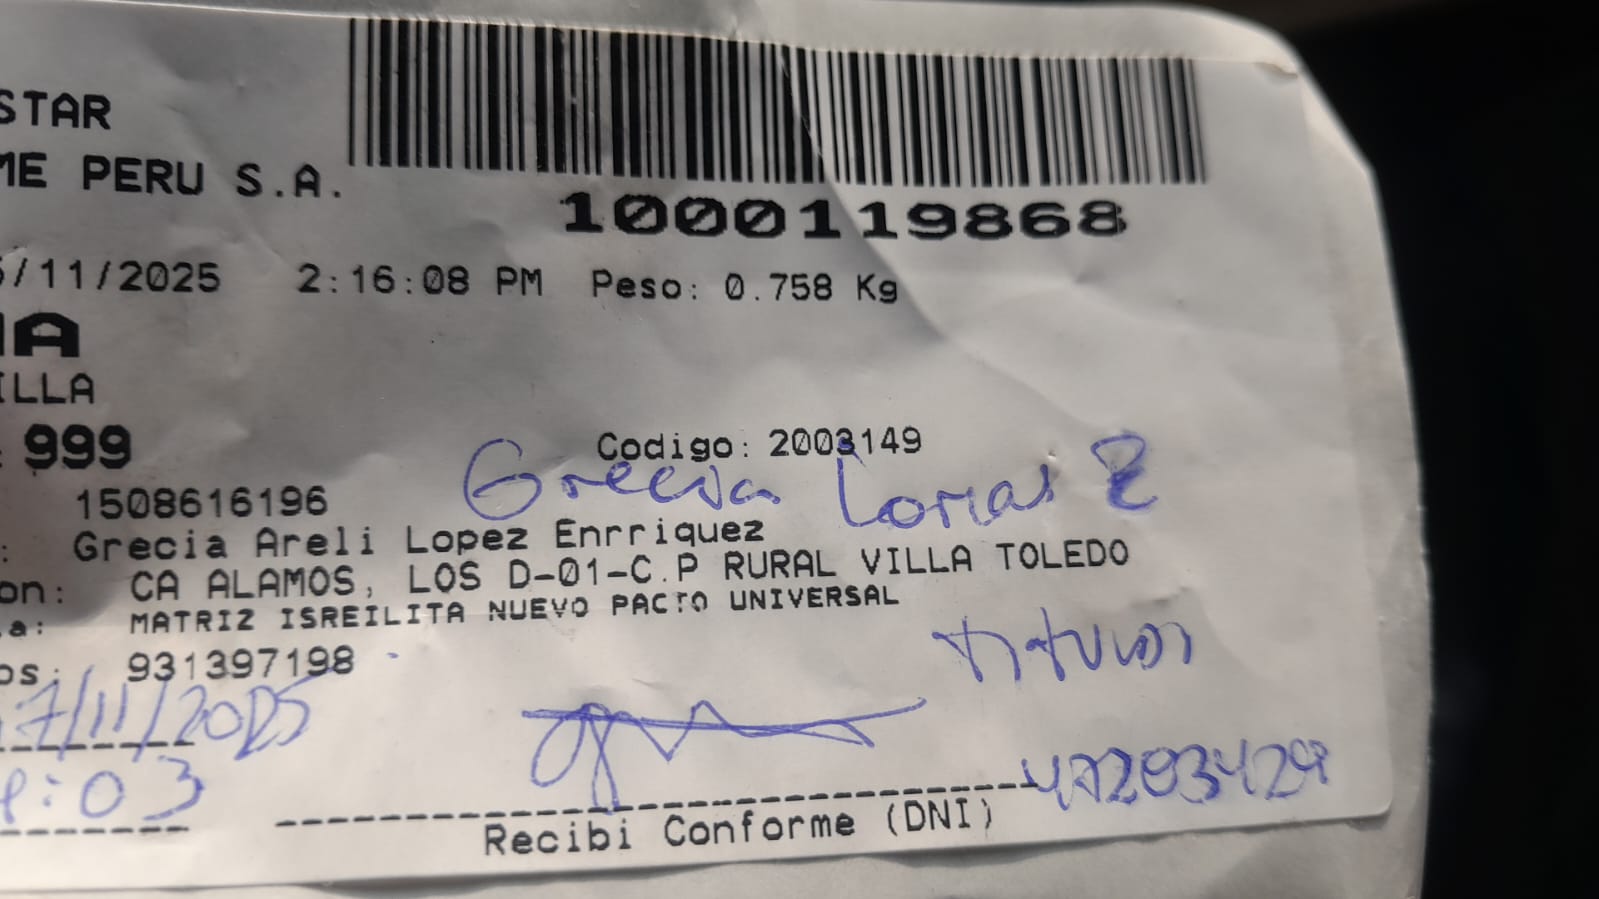 STAR
ME PERU S.A.
1000119868
/11/2025 2:16:08 PM Peso: 0.758 Kg
A
ILLA
999
Codigo: 2003149
Grecia
1508616196
Grecia Areli Lopez Enrriquez
on: CA ALAMOS, LOS D-01-C.P RURAL VILLA TOLEDO
a: MATRIZ ISREILITA NUEVO PACTO UNIVERSAL
os: 931397198
7/11/2025
:03
Recibi Conforme (DNI)